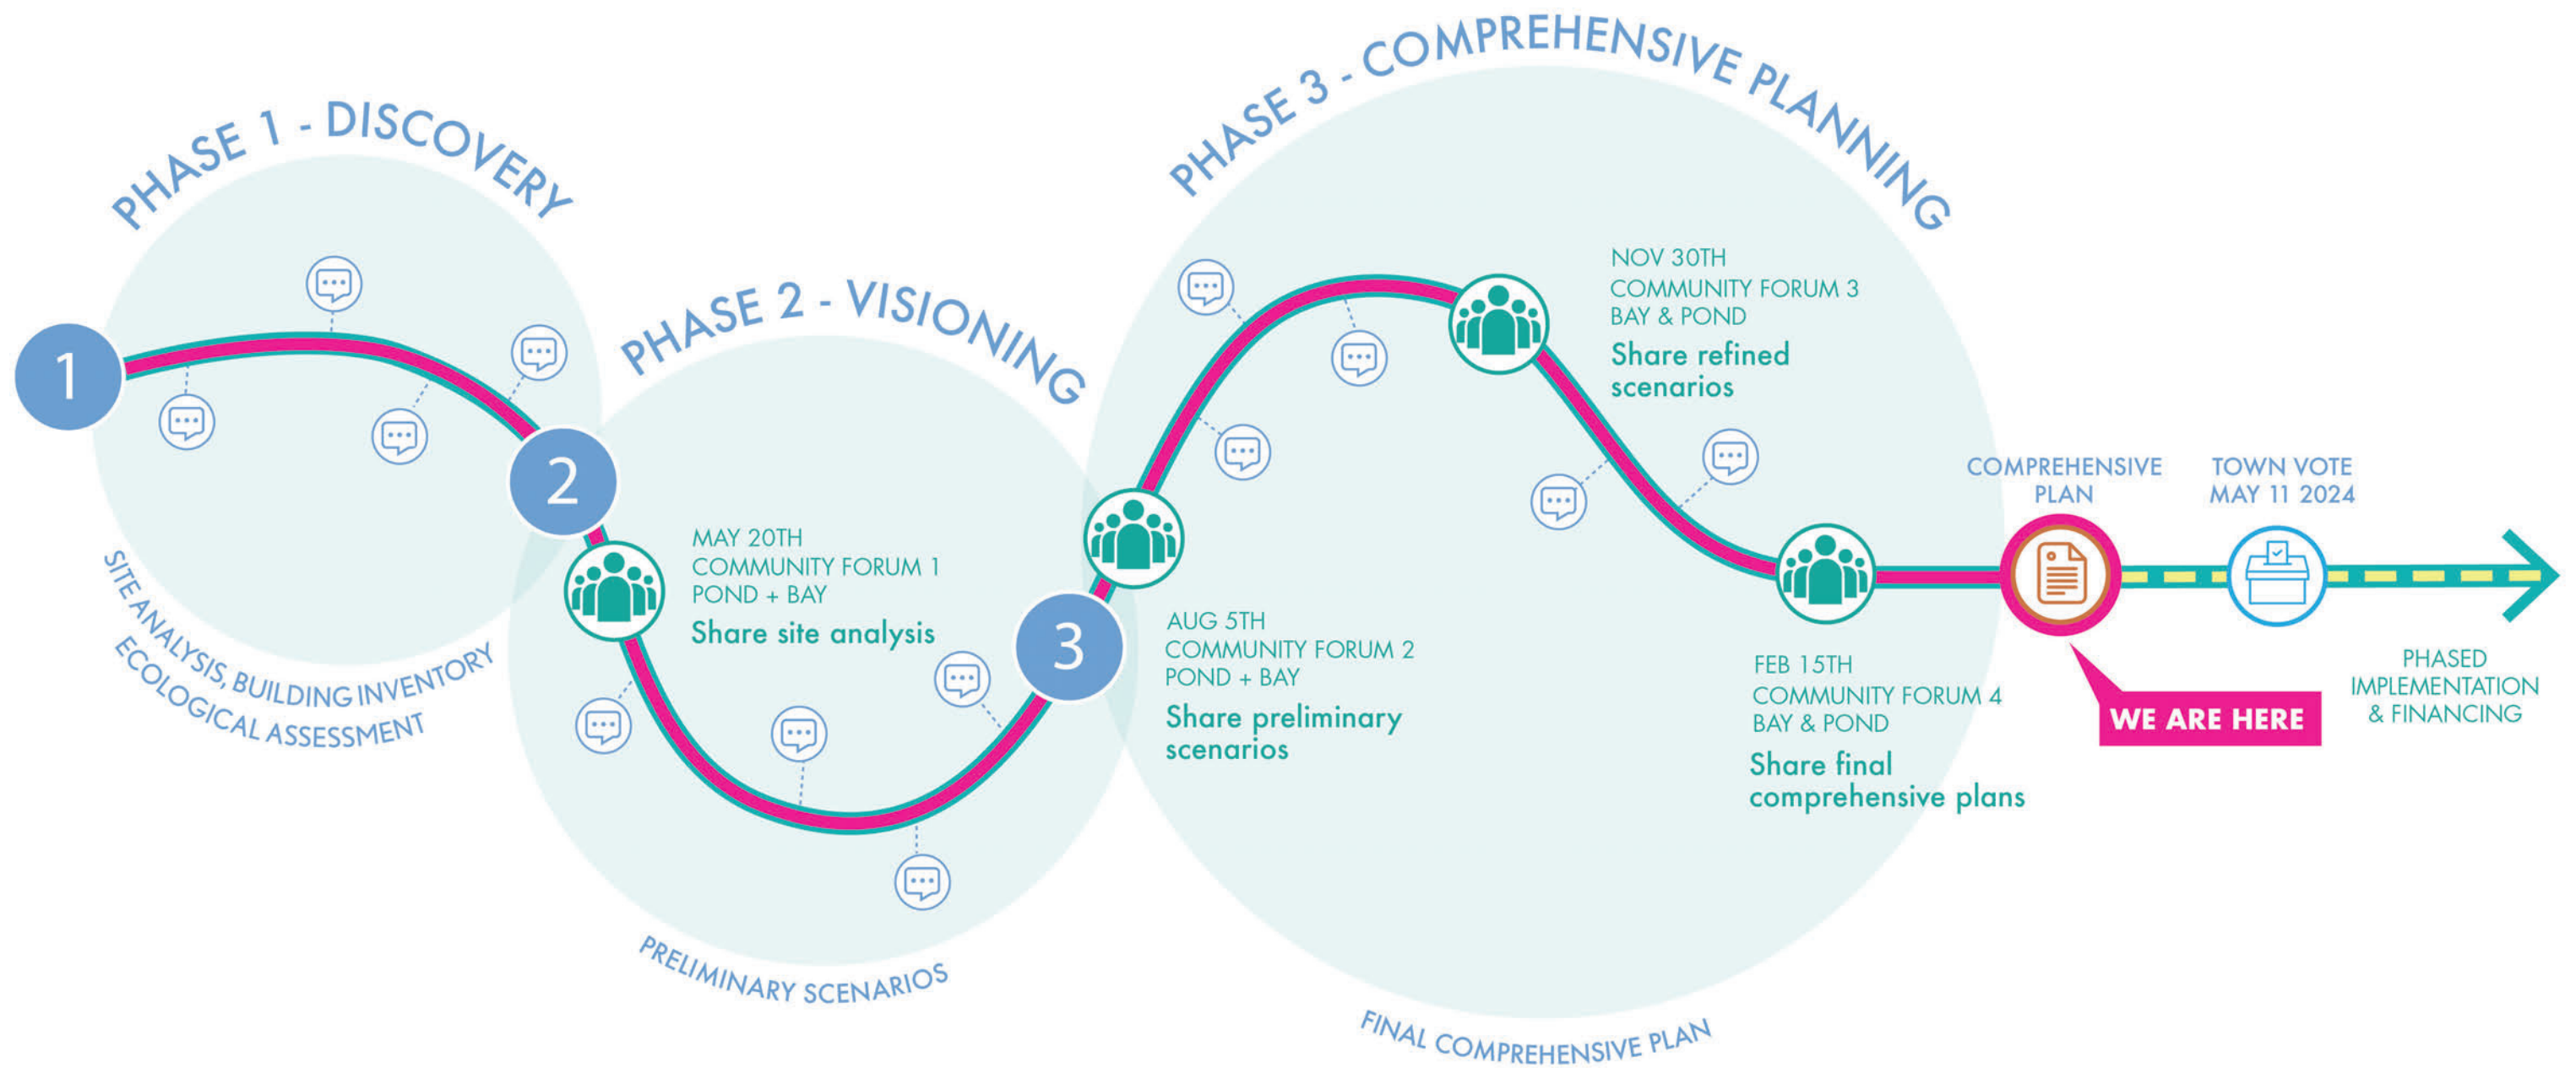 PHASE 1 - DISCOVERY
1
SITE ANALYSIS, BUILDING INVENTORY
ECOLOGICAL ASSESSMENT
PHASE 2 - VISIONING
2
MAY 20TH
COMMUNITY FORUM 1
POND + BAY
Share site analysis
PRELIMINARY SCENARIOS
PHASE 3 - COMPREHENSIVE PLANNING
3
AUG 5TH
COMMUNITY FORUM 2
POND + BAY
Share preliminary
scenarios
NOV 30TH
COMMUNITY FORUM 3
BAY & POND
Share refined
scenarios
FEB 15TH
COMMUNITY FORUM 4
BAY & POND
Share final
comprehensive plans
FINAL COMPREHENSIVE PLAN
COMPREHENSIVE
PLAN
WE ARE HERE
TOWN VOTE
MAY 11 2024
PHASED
IMPLEMENTATION
& FINANCING